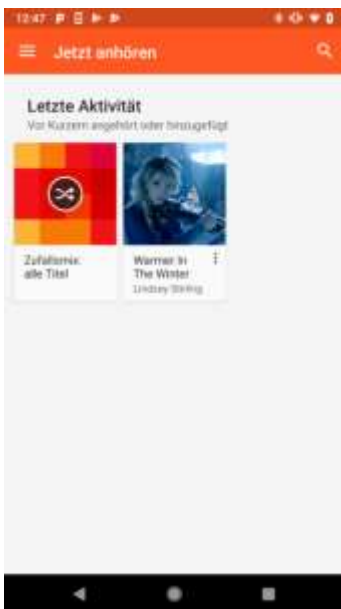 12:47
Jetzt anhören
Letzte Aktivität
Vor Kurzem angehört oder hinzugefügt
Zufallsmix
alle Titel
Warmer In
The Winter
Lindsey Stirling